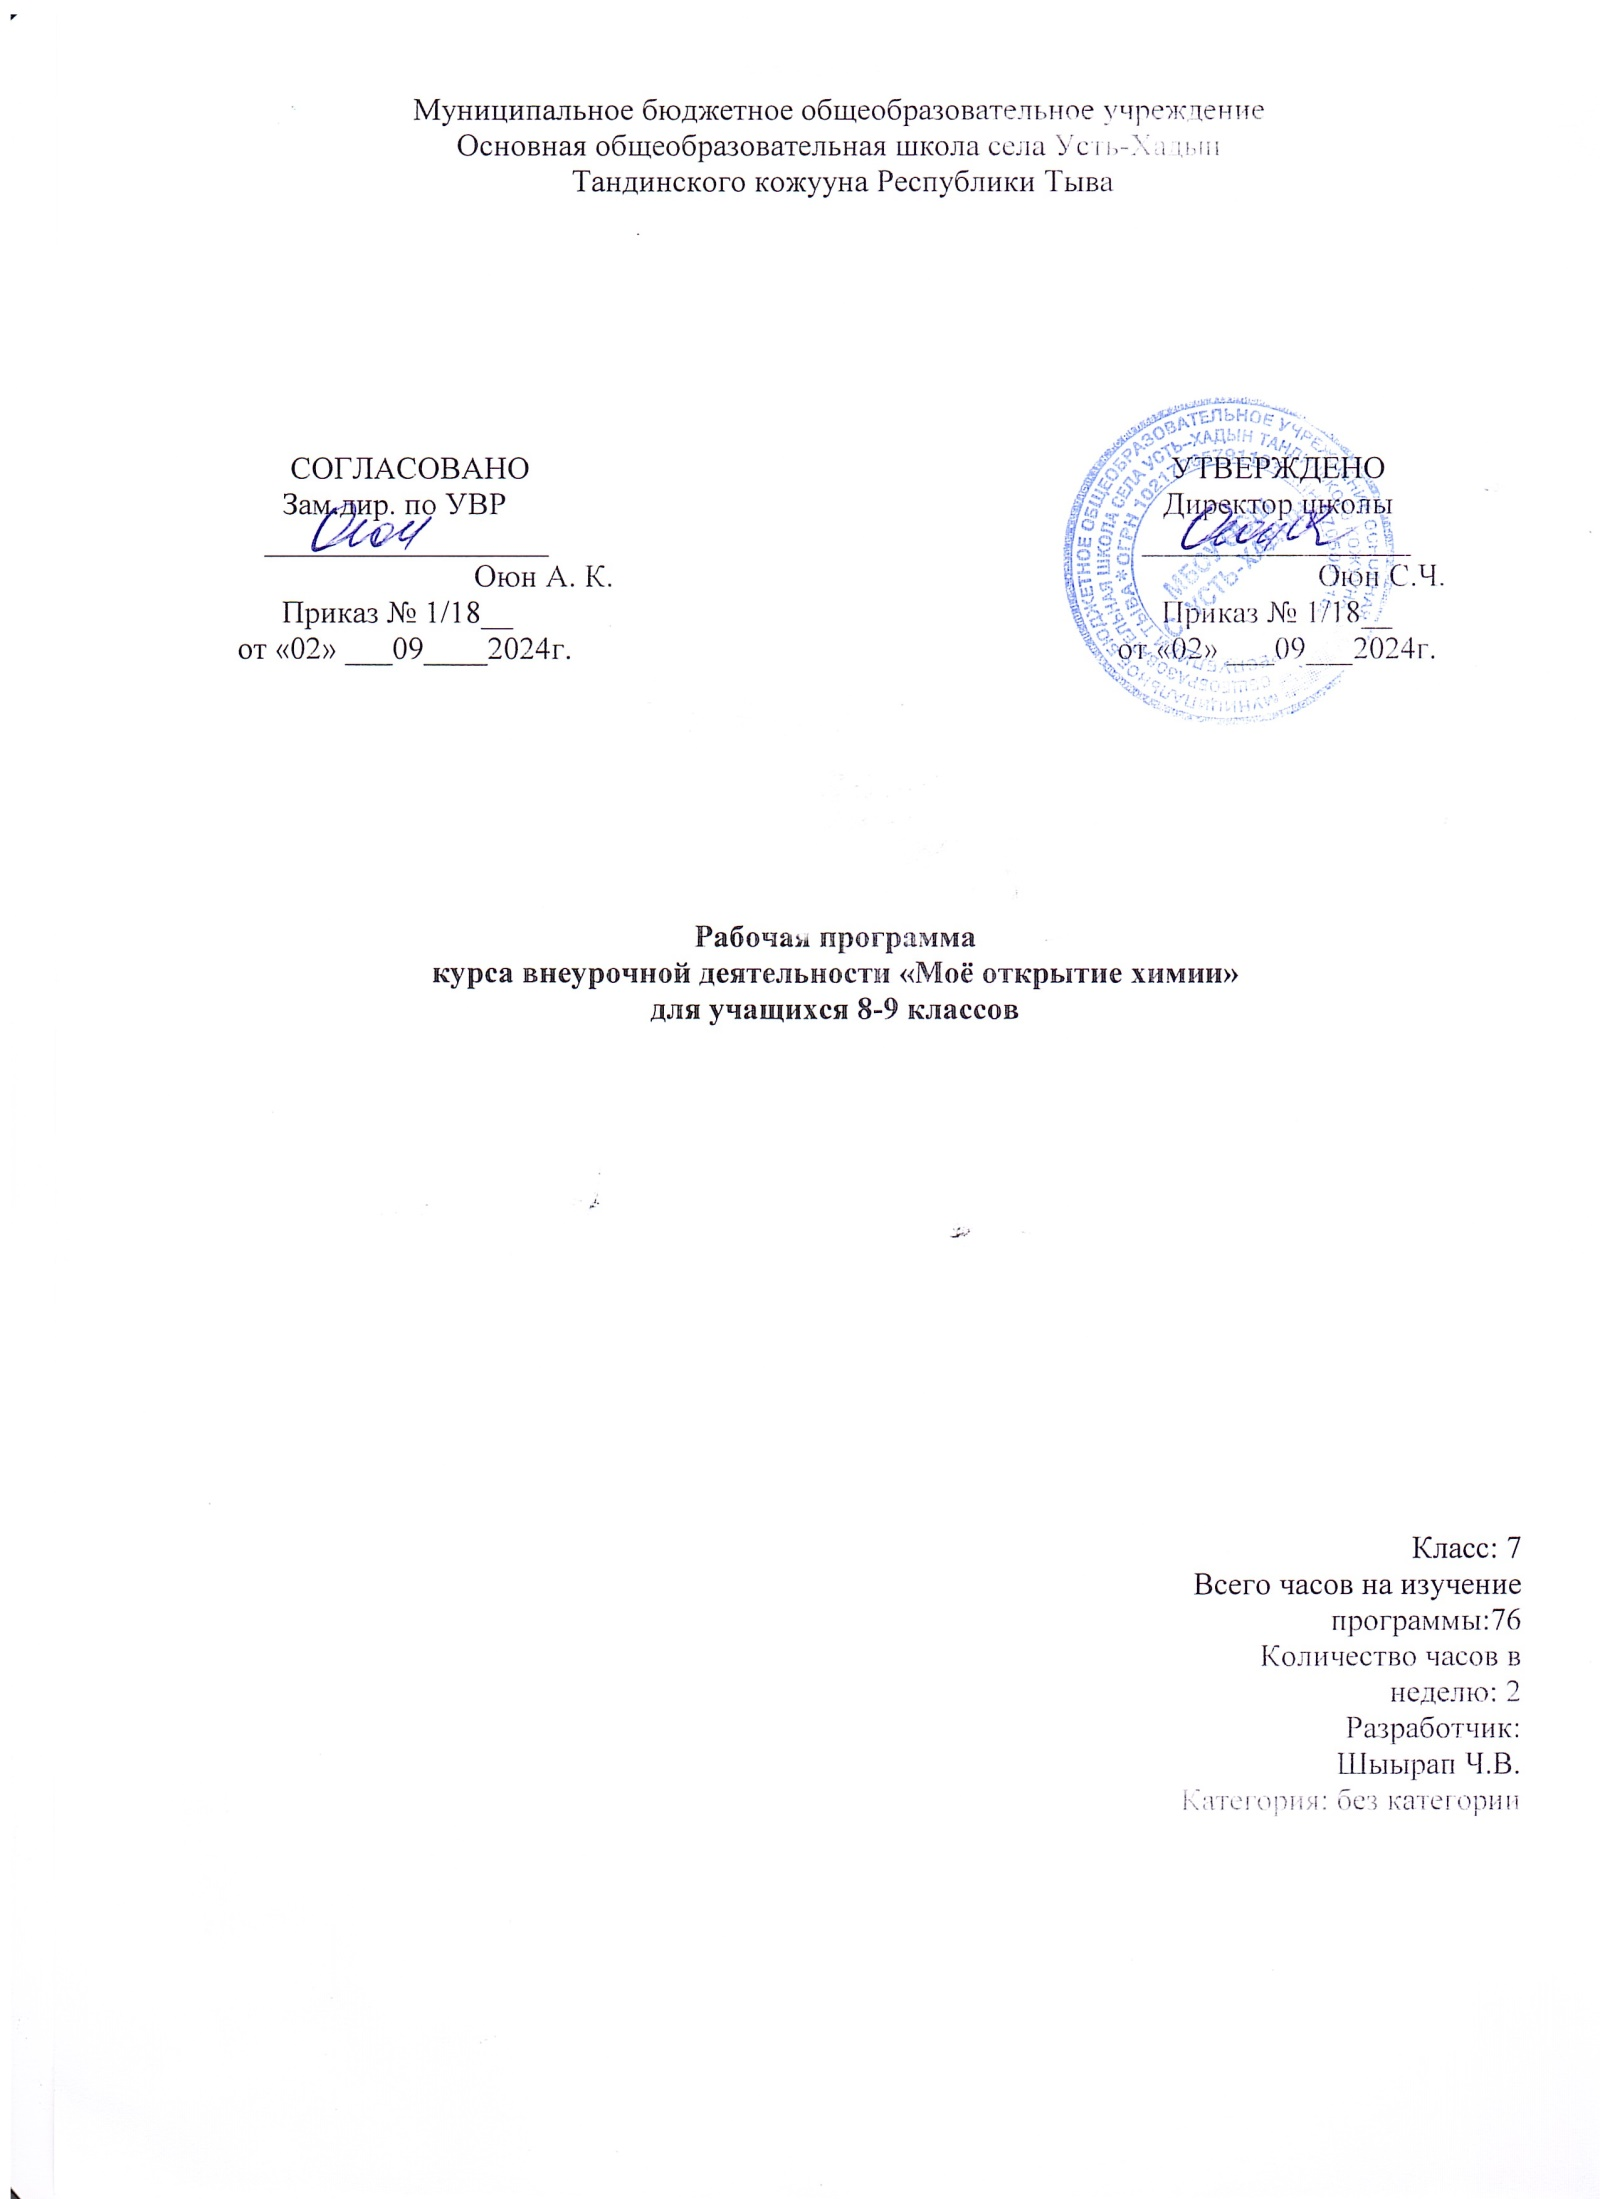 Муниципальное бюджетное общеобразовательное учреждение
Основная общеобразовательная школа села Усть-Хадын
Тандинского кожууна Республики Тыва
СОГЛАСОВАНО
Зам.дир. по УВР
Оюн А. К.
Приказ № 1/18__
от «02» ___09____2024г.
УТВЕРЖДЕНО
Директор школы
Оюн С.Ч.
Приказ № 1/18__
от «02» ___09___2024г.
Рабочая программа
курса внеурочной деятельности «Моё открытие химии»
для учащихся 8-9 классов
Класс: 7
Всего часов на изучение
программы:76
Количество часов в
неделю: 2
Разработчик:
Шыырап Ч.В.
Категория: без категории